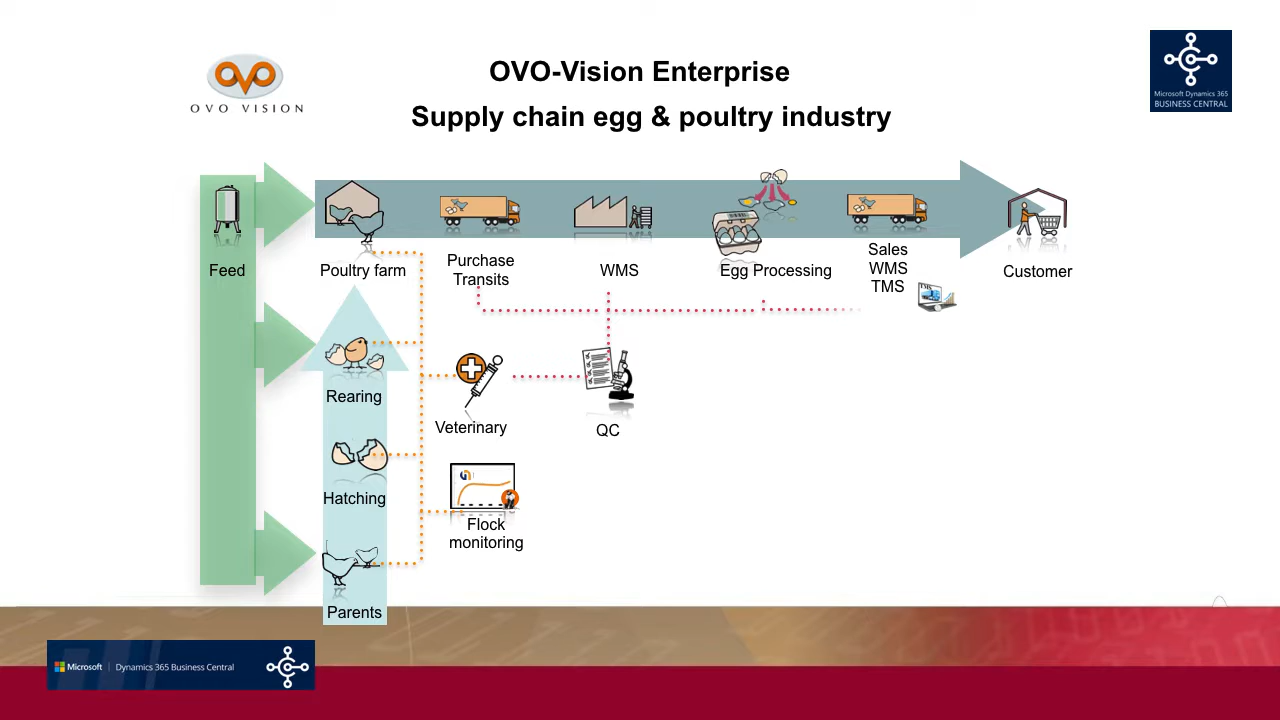 OVO VISION
OVO-Vision Enterprise
Supply chain egg & poultry industry
Microsoft Dynamics 365
BUSINESS CENTRAL
Feed
Poultry farm
Purchase
Transits
WMS
Egg Processing
Sales
WMS
TMS
Customer
Rearing
Veterinary
QC
Hatching
Flock
monitoring
Parents
Microsoft | Dynamics 365 Business Central